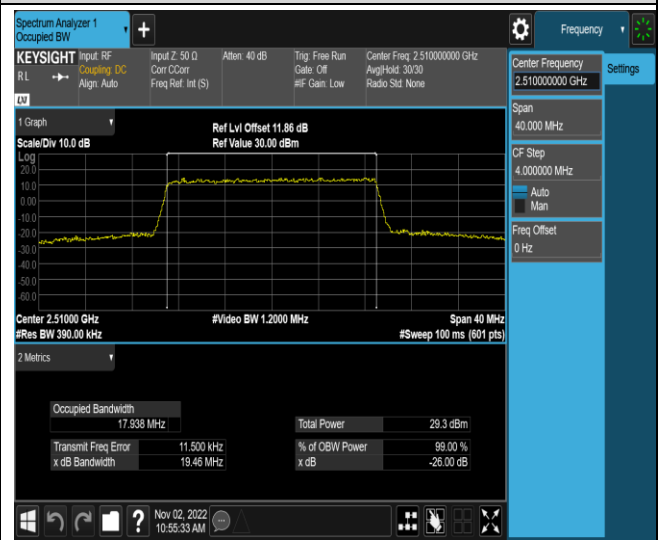 Spectrum Analyzer 1
Occupied BW
+
Frequency
KEYSIGHT
R L
LXI
Input: RF
Coupling: DC
Align: Auto
Input Z: 50 Ω
Corr CCorr
Freq Ref: Int (S)
Atten: 40 dB
Trig: Free Run
Gate: Off
#IF Gain: Low
Center Freq: 2.510000000 GHz
Avg|Hold: 30/30
Radio Std: None
Center Frequency
2.510000000 GHz
Settings
Span
40.000 MHz
CF Step
4.000000 MHz
Auto
Man
Freq Offset
0 Hz
1 Graph
Scale/Div 10.0 dB
Ref Lvl Offset 11.86 dB
Ref Value 30.00 dBm
Log
20.0
10.0
0.00
-10.0
-20.0
-30.0
-40.0
-50.0
-60.0
Center 2.51000 GHz
#Video BW 1.2000 MHz
Span 40 MHz
#Res BW 390.00 kHz
#Sweep 100 ms (601 pts)
2 Metrics
Occupied Bandwidth
17.938 MHz
Total Power 29.3 dBm
Transmit Freq Error 11.500 kHz
% of OBW Power 99.00 %
x dB Bandwidth 19.46 MHz
x dB -26.00 dB
?
Nov 02, 2022
10:55:33 AM